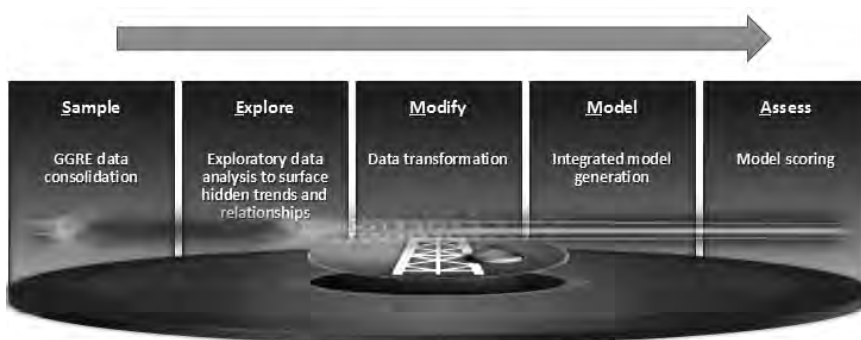 Sample
GGRE data
consolidation
Explore
Exploratory data
analysis to surface
hidden trends and
relationships
Modify
Data transformation
Model
Integrated model
generation
Assess
Model scoring